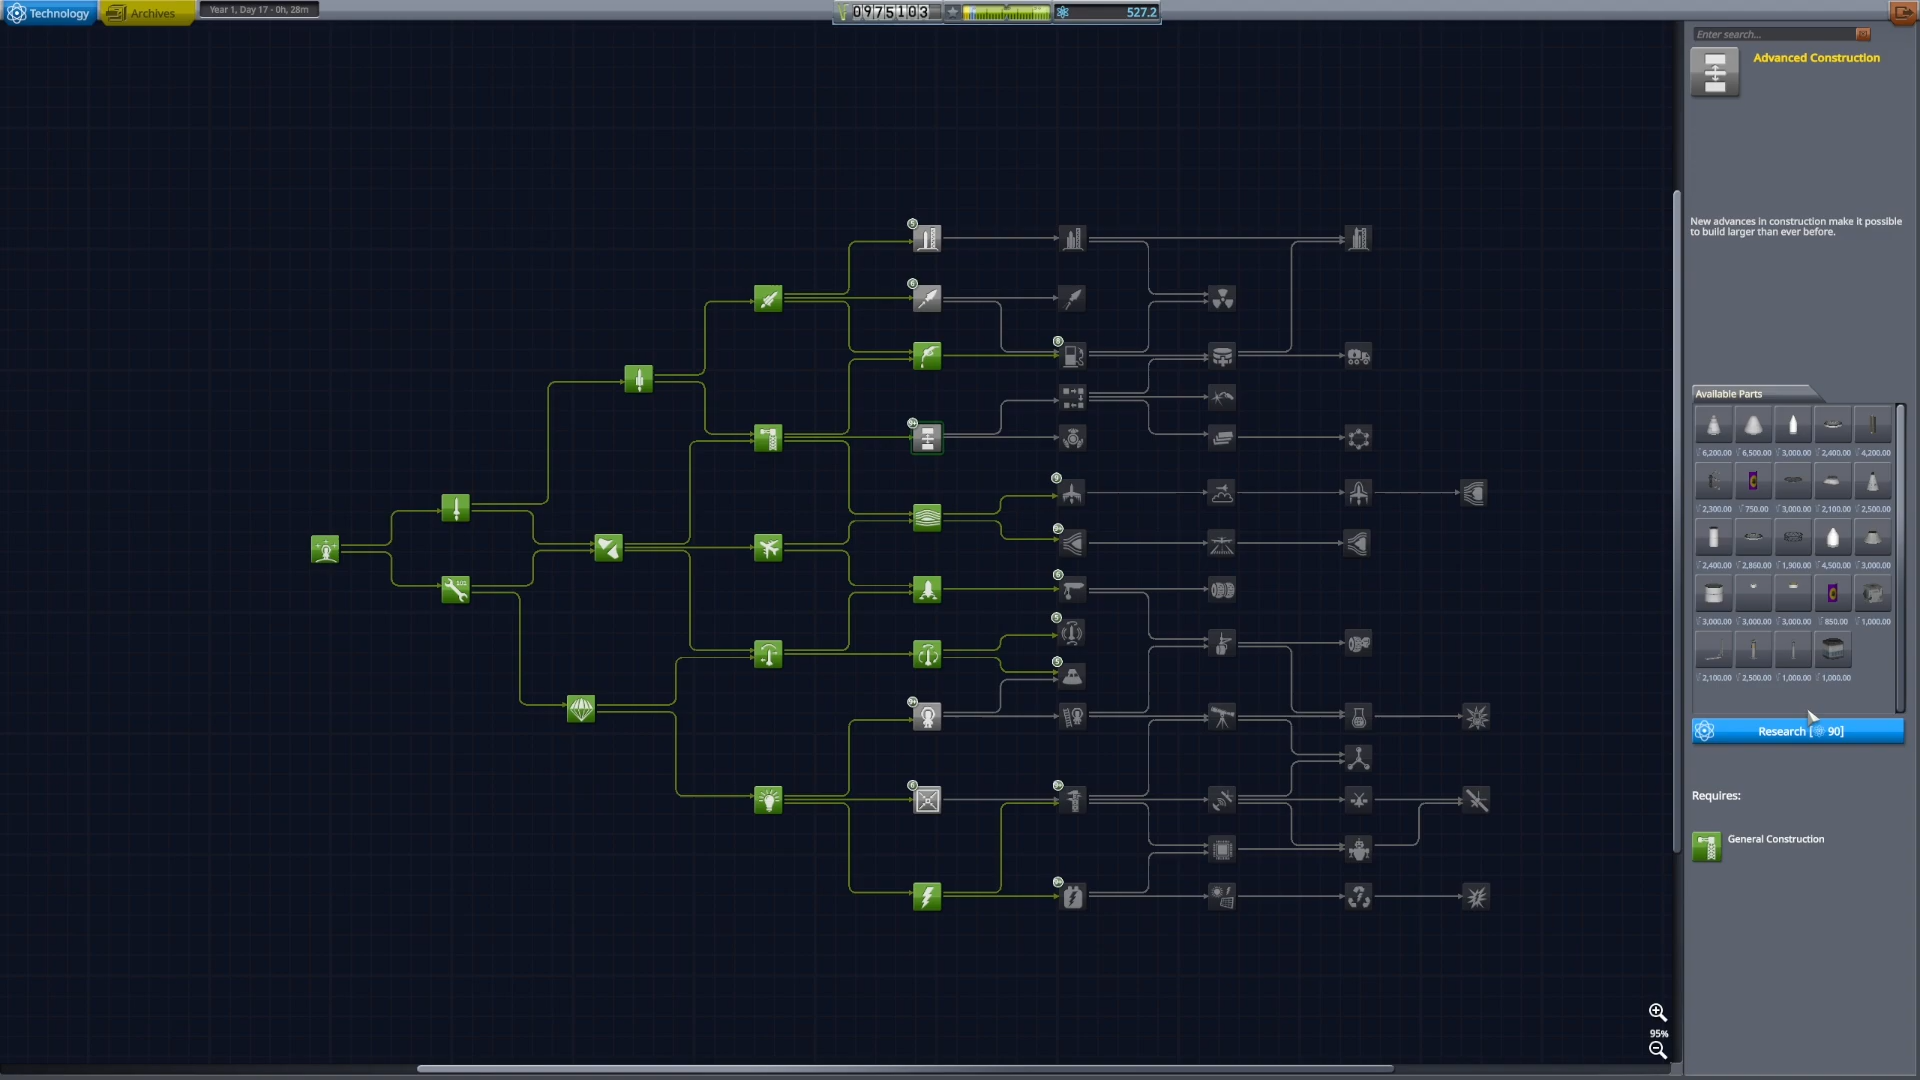 Technology
Archives
Year 1, Day 17 - 0h, 28m
0975103
527.2
Enter search...
Advanced Construction
New advances in construction make it possible
to build larger than ever before.
Available Parts
6,200.00 6,500.00 3,000.00 2,400.00 4,200.00
2,300.00 750.00 3,000.00 2,100.00 2,500.00
2,400.00 2,860.00 1,900.00 4,500.00 3,000.00
3,000.00 3,000.00 3,000.00 850.00 1,000.00
2,100.00 2,500.00 1,000.00 1,000.00
Research [ 90]
Requires:
General Construction
101
95%